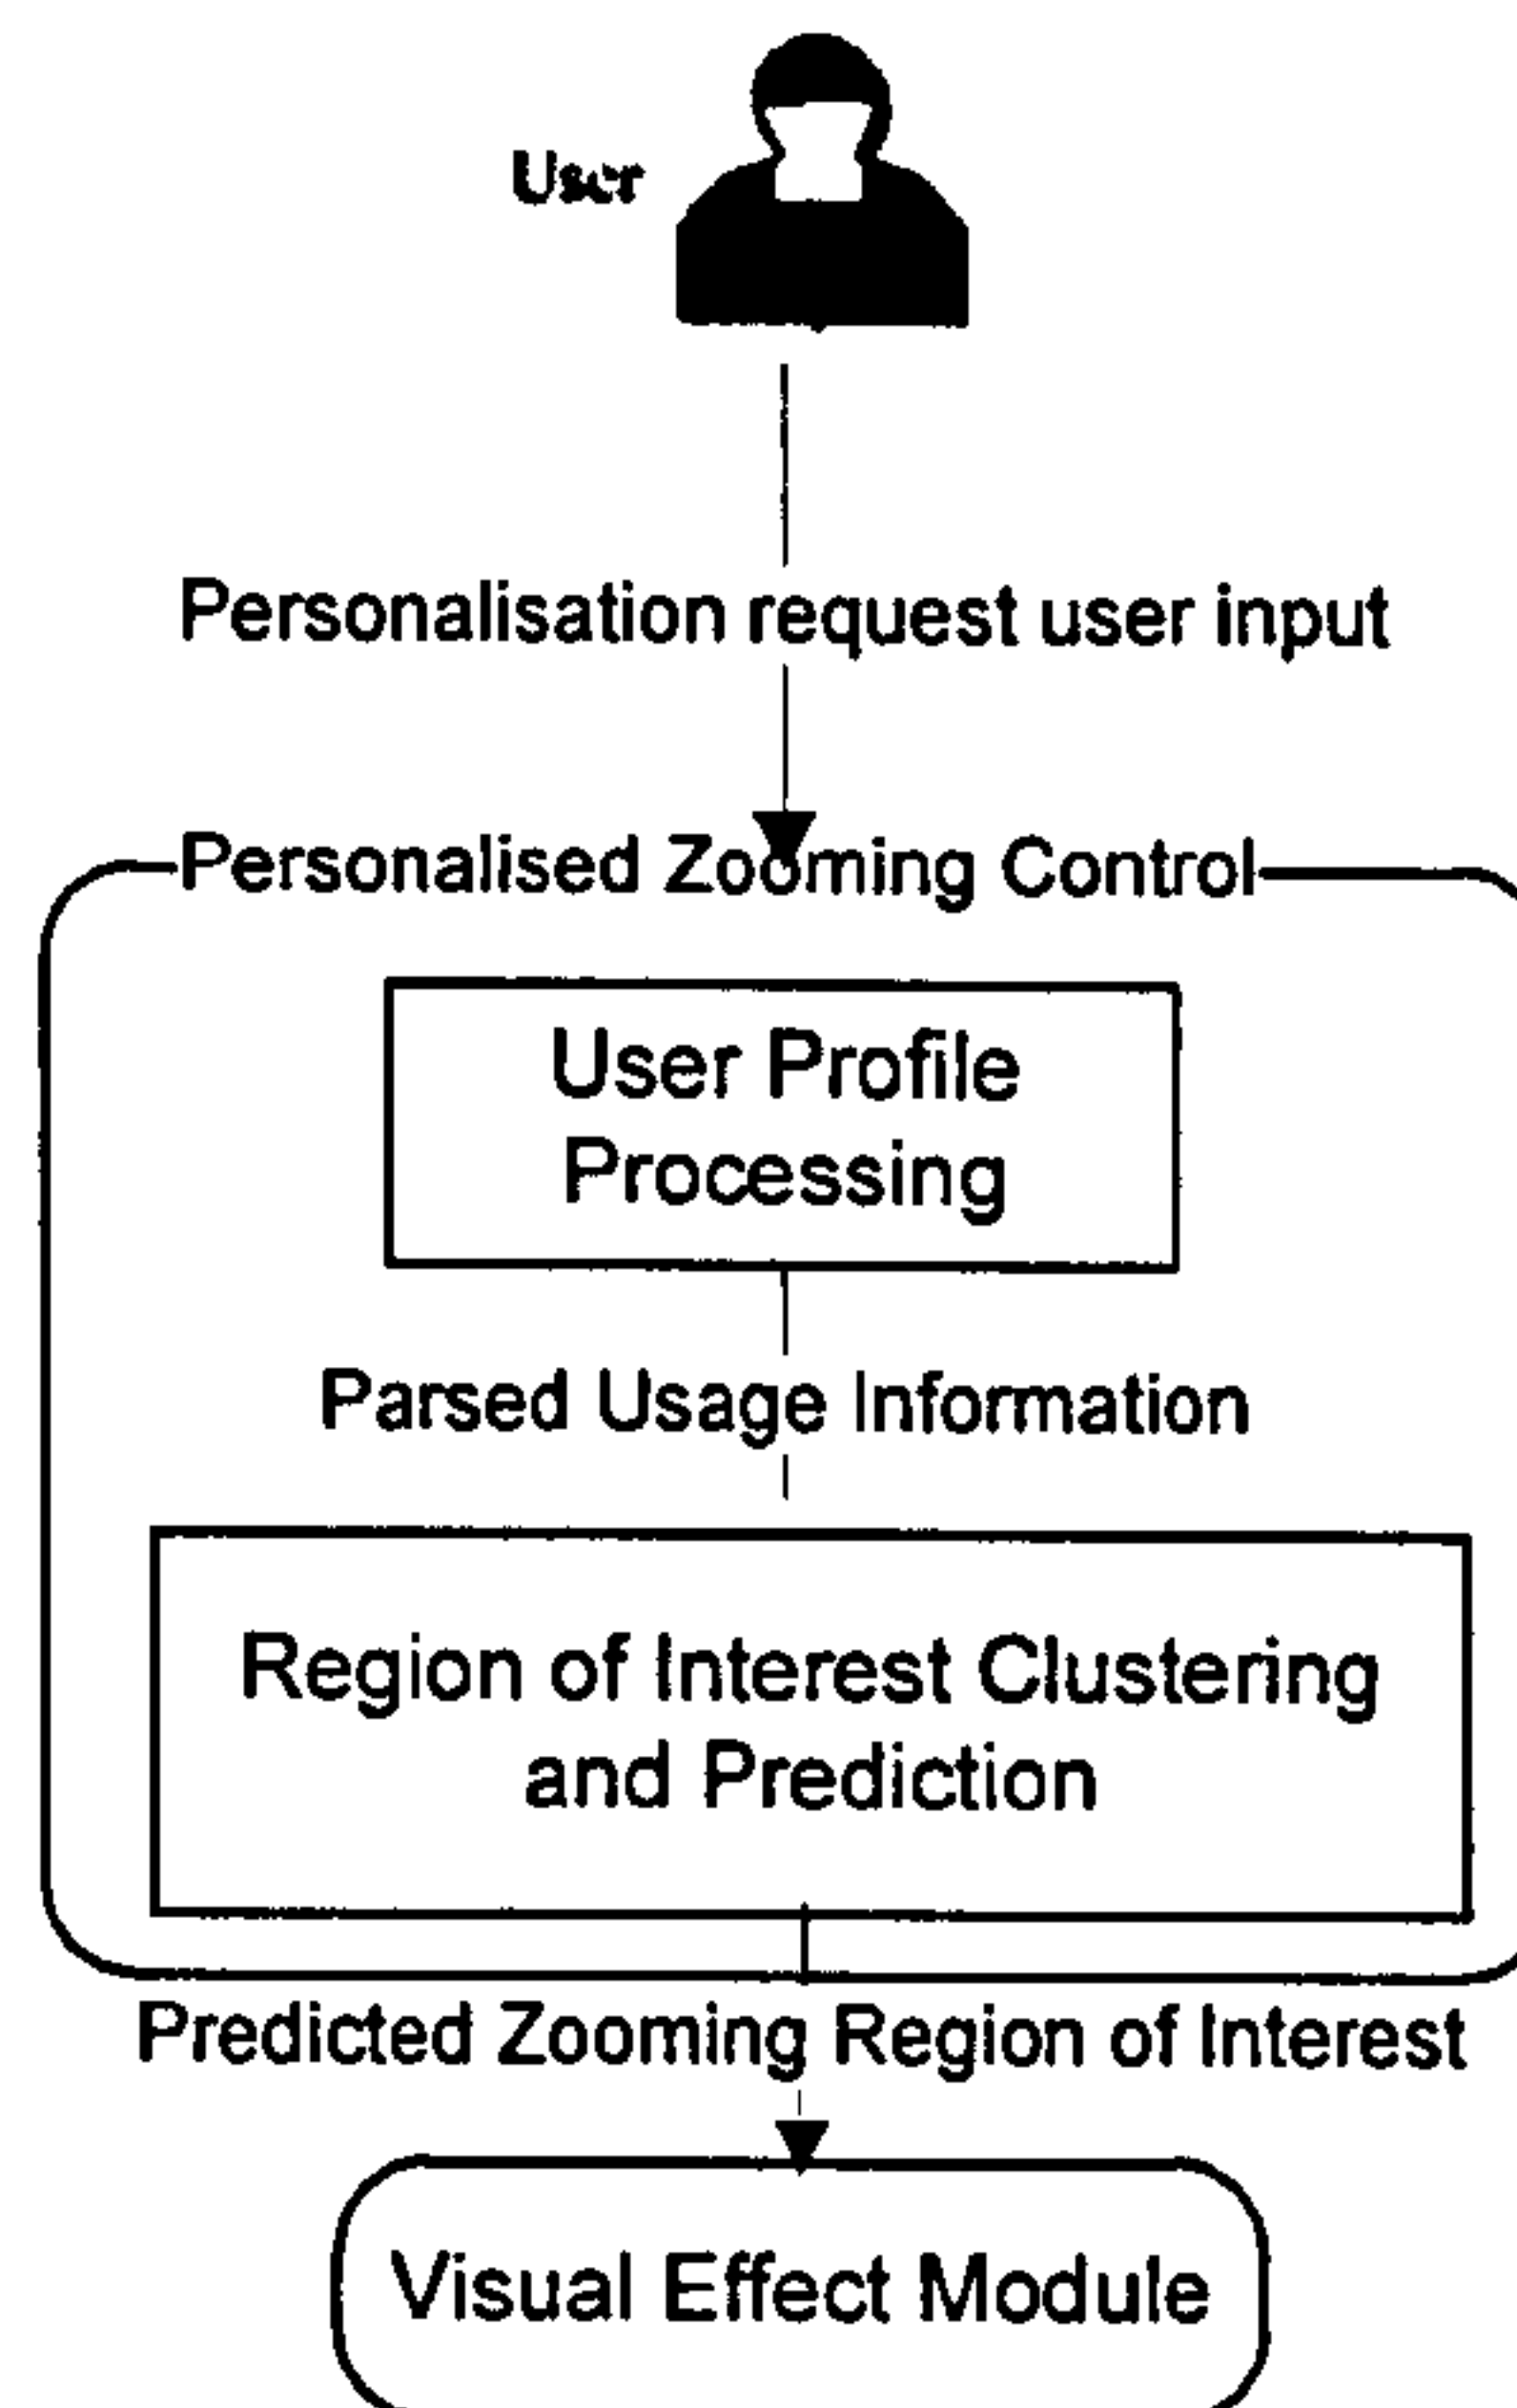 User
Personalisation request user input
Personalised Zooming Control
User Profile
Processing
Parsed Usage Information
Region of Interest Clustering
and Prediction
Predicted Zooming Region of Interest
Visual Effect Module